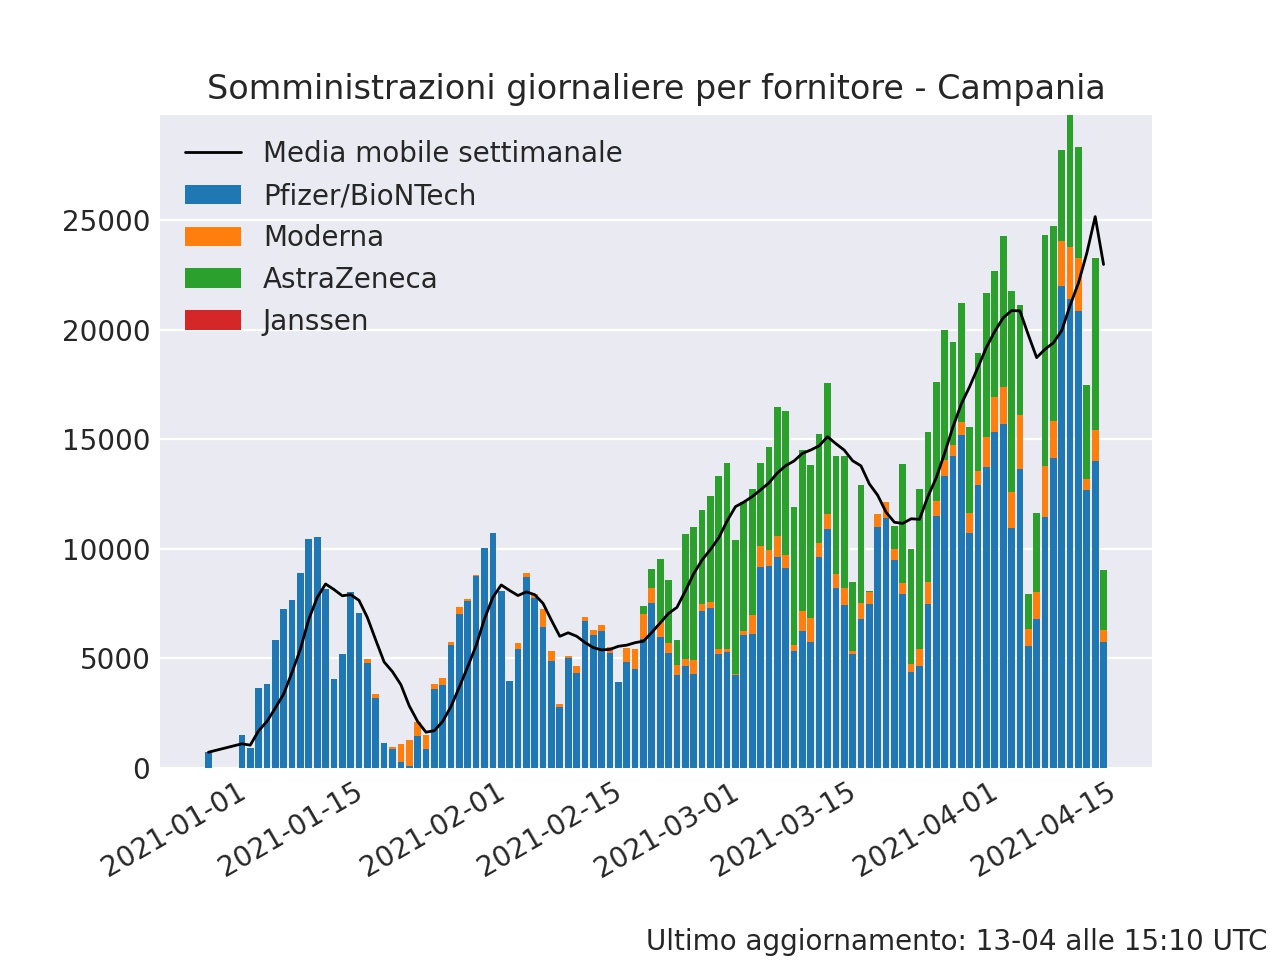 Somministrazioni giornaliere per fornitore - Campania
Media mobile settimanale
Pfizer/BioNTech
Moderna
AstraZeneca
Janssen
25000
20000
15000
10000
5000
0
2021-01-01
2021-01-15
2021-02-01
2021-02-15
2021-03-01
2021-03-15
2021-04-01
2021-04-15
Ultimo aggiornamento: 13-04 alle 15:10 UTC